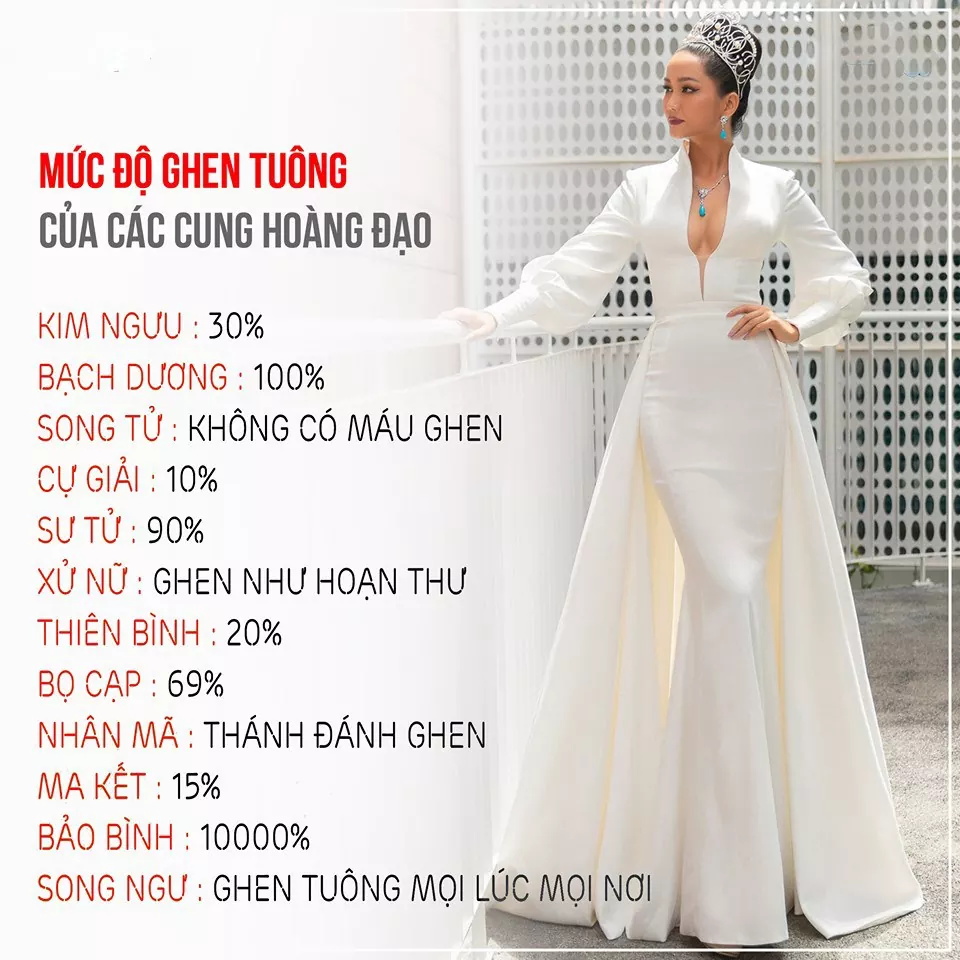 MỨC ĐỘ GHEN TUÔNG
CỦA CÁC CUNG HOÀNG ĐẠO
KIM NGƯU : 30%
BẠCH DƯƠNG : 100%
SONG TỬ : KHÔNG CÓ MÁU GHEN
CỰ GIẢI : 10%
SƯ TỬ : 90%
XỬ NỮ : GHEN NHƯ HOẠN THƯ
THIÊN BÌNH : 20%
BỌ CẠP : 69%
NHÂN MÃ : THÁNH ĐÁNH GHEN
MA KẾT : 15%
BẢO BÌNH : 10000%
SONG NGƯ : GHEN TUÔNG MỌI LÚC MỌI NƠI